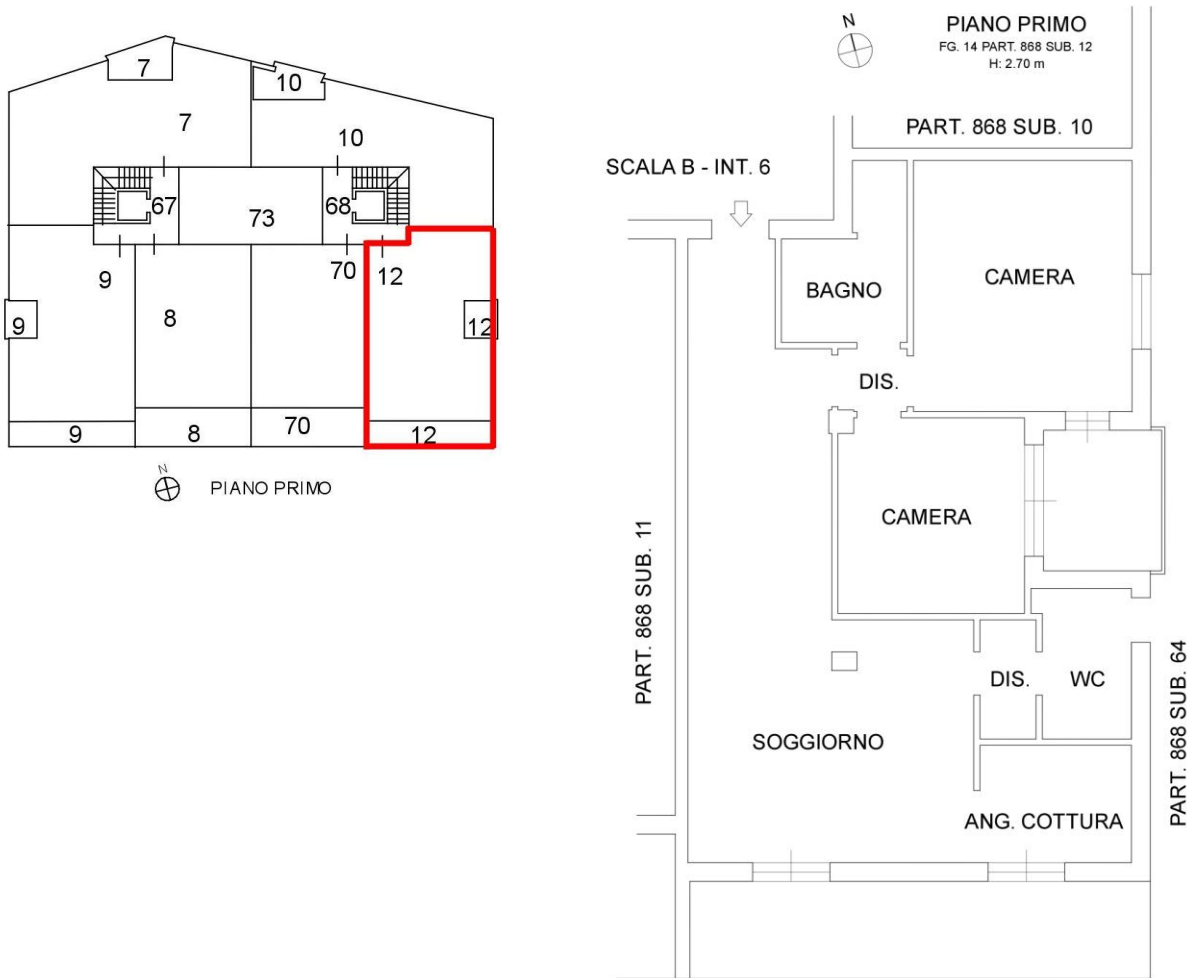 7
10
7
10
67
73
68
9
8
70
12
9
12
9
8
70
12
N
PIANO PRIMO
N
PIANO PRIMO
FG. 14 PART. 868 SUB. 12
H: 2.70 m
PART. 868 SUB. 10
SCALA B - INT. 6
BAGNO
CAMERA
DIS.
CAMERA
PART. 868 SUB. 11
DIS.
WC
PART. 868 SUB. 64
SOGGIORNO
ANG. COTTURA